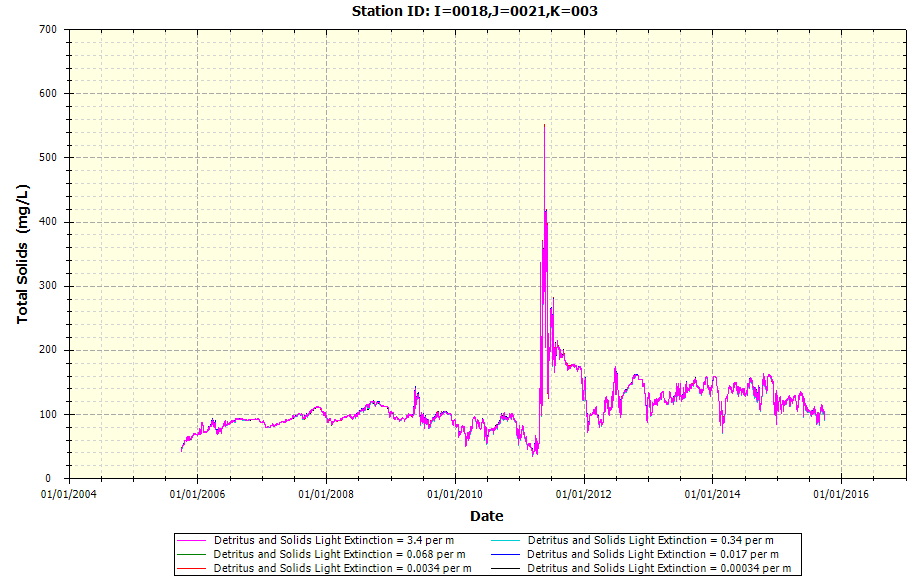 Station ID: I=0018,J=0021,K=003
700
600
500
400
300
200
100
0
Total Solids (mg/L)
01/01/2004 01/01/2006 01/01/2008 01/01/2010 01/01/2012 01/01/2014 01/01/2016
Date
Detritus and Solids Light Extinction = 3.4 per m Detritus and Solids Light Extinction = 0.34 per m
Detritus and Solids Light Extinction = 0.068 per m Detritus and Solids Light Extinction = 0.017 per m
Detritus and Solids Light Extinction = 0.0034 per m Detritus and Solids Light Extinction = 0.00034 per m